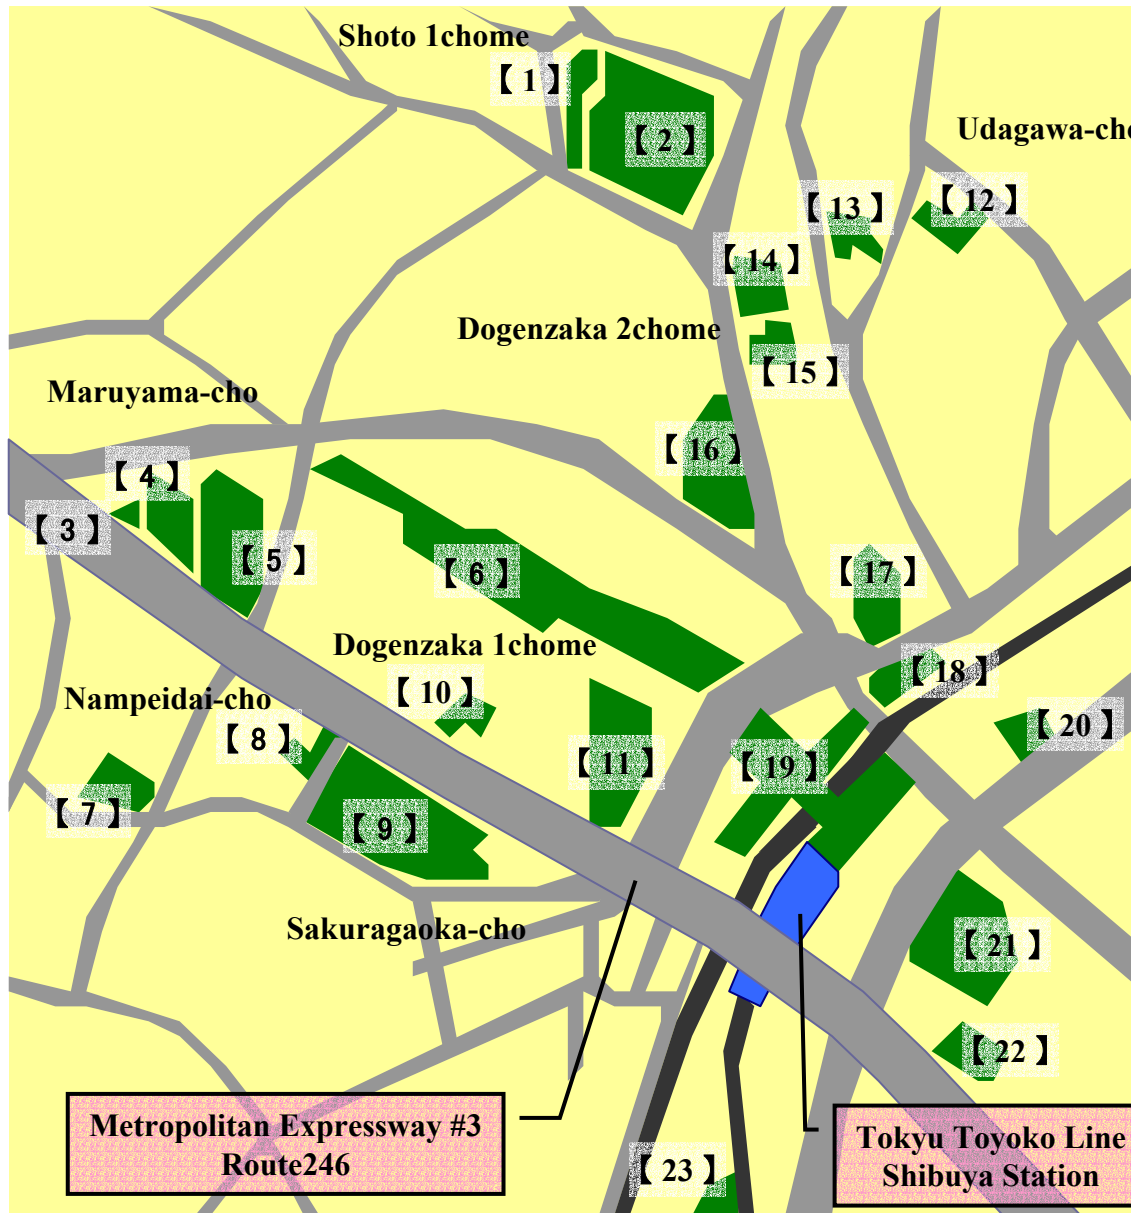 Shoto 1chome
【 1 】
【 2 】
Udagawa-cho
【 12 】
【 13 】
【 14 】
Dogenzaka 2chome
【 15 】
Maruyama-cho
【 16 】
【 4 】
【 3 】
【 5 】
【 6 】
【 17 】
Dogenzaka 1chome
【 18 】
Nampeidai-cho
【 10 】
【 8 】
【 20 】
【 11 】
【 19 】
【 7 】
【 9 】
Sakuragaoka-cho
【 21 】
【 22 】
Metropolitan Expressway #3
Route246
Tokyu Toyoko Line
Shibuya Station
【 23 】